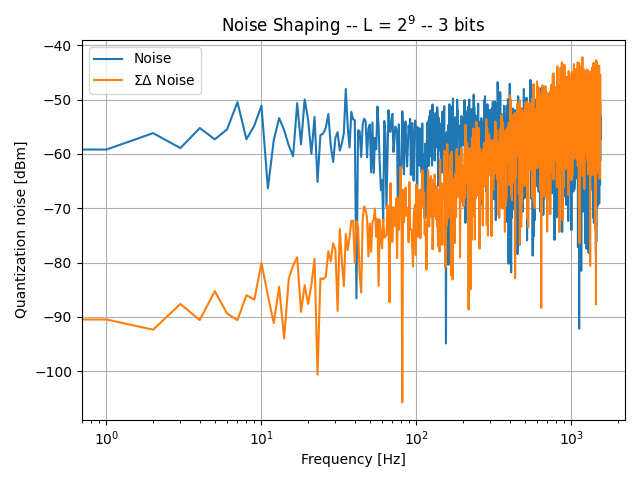 Noise Shaping -- L = 2⁹ -- 3 bits
Noise
ΣΔ Noise
Quantization noise [dBm]
−40
−50
−60
−70
−80
−90
−100
10⁰
10¹
10²
10³
Frequency [Hz]